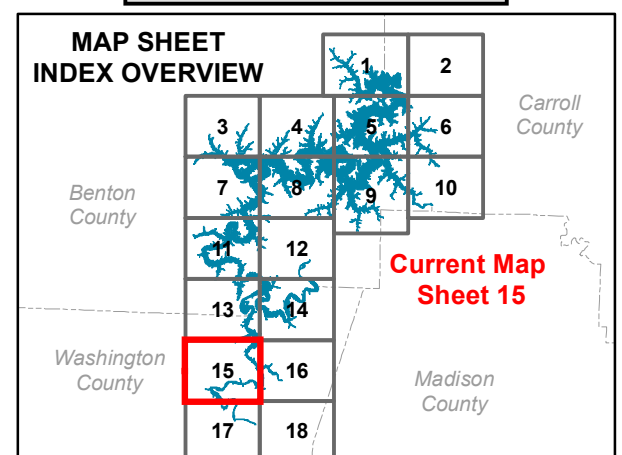 MAP SHEET
INDEX OVERVIEW
1
2
Carroll
County
3
4
5
6
Benton
County
7
8
9
10
11
12
Current Map
Sheet 15
13
14
Washington
County
15
16
Madison
County
17
18